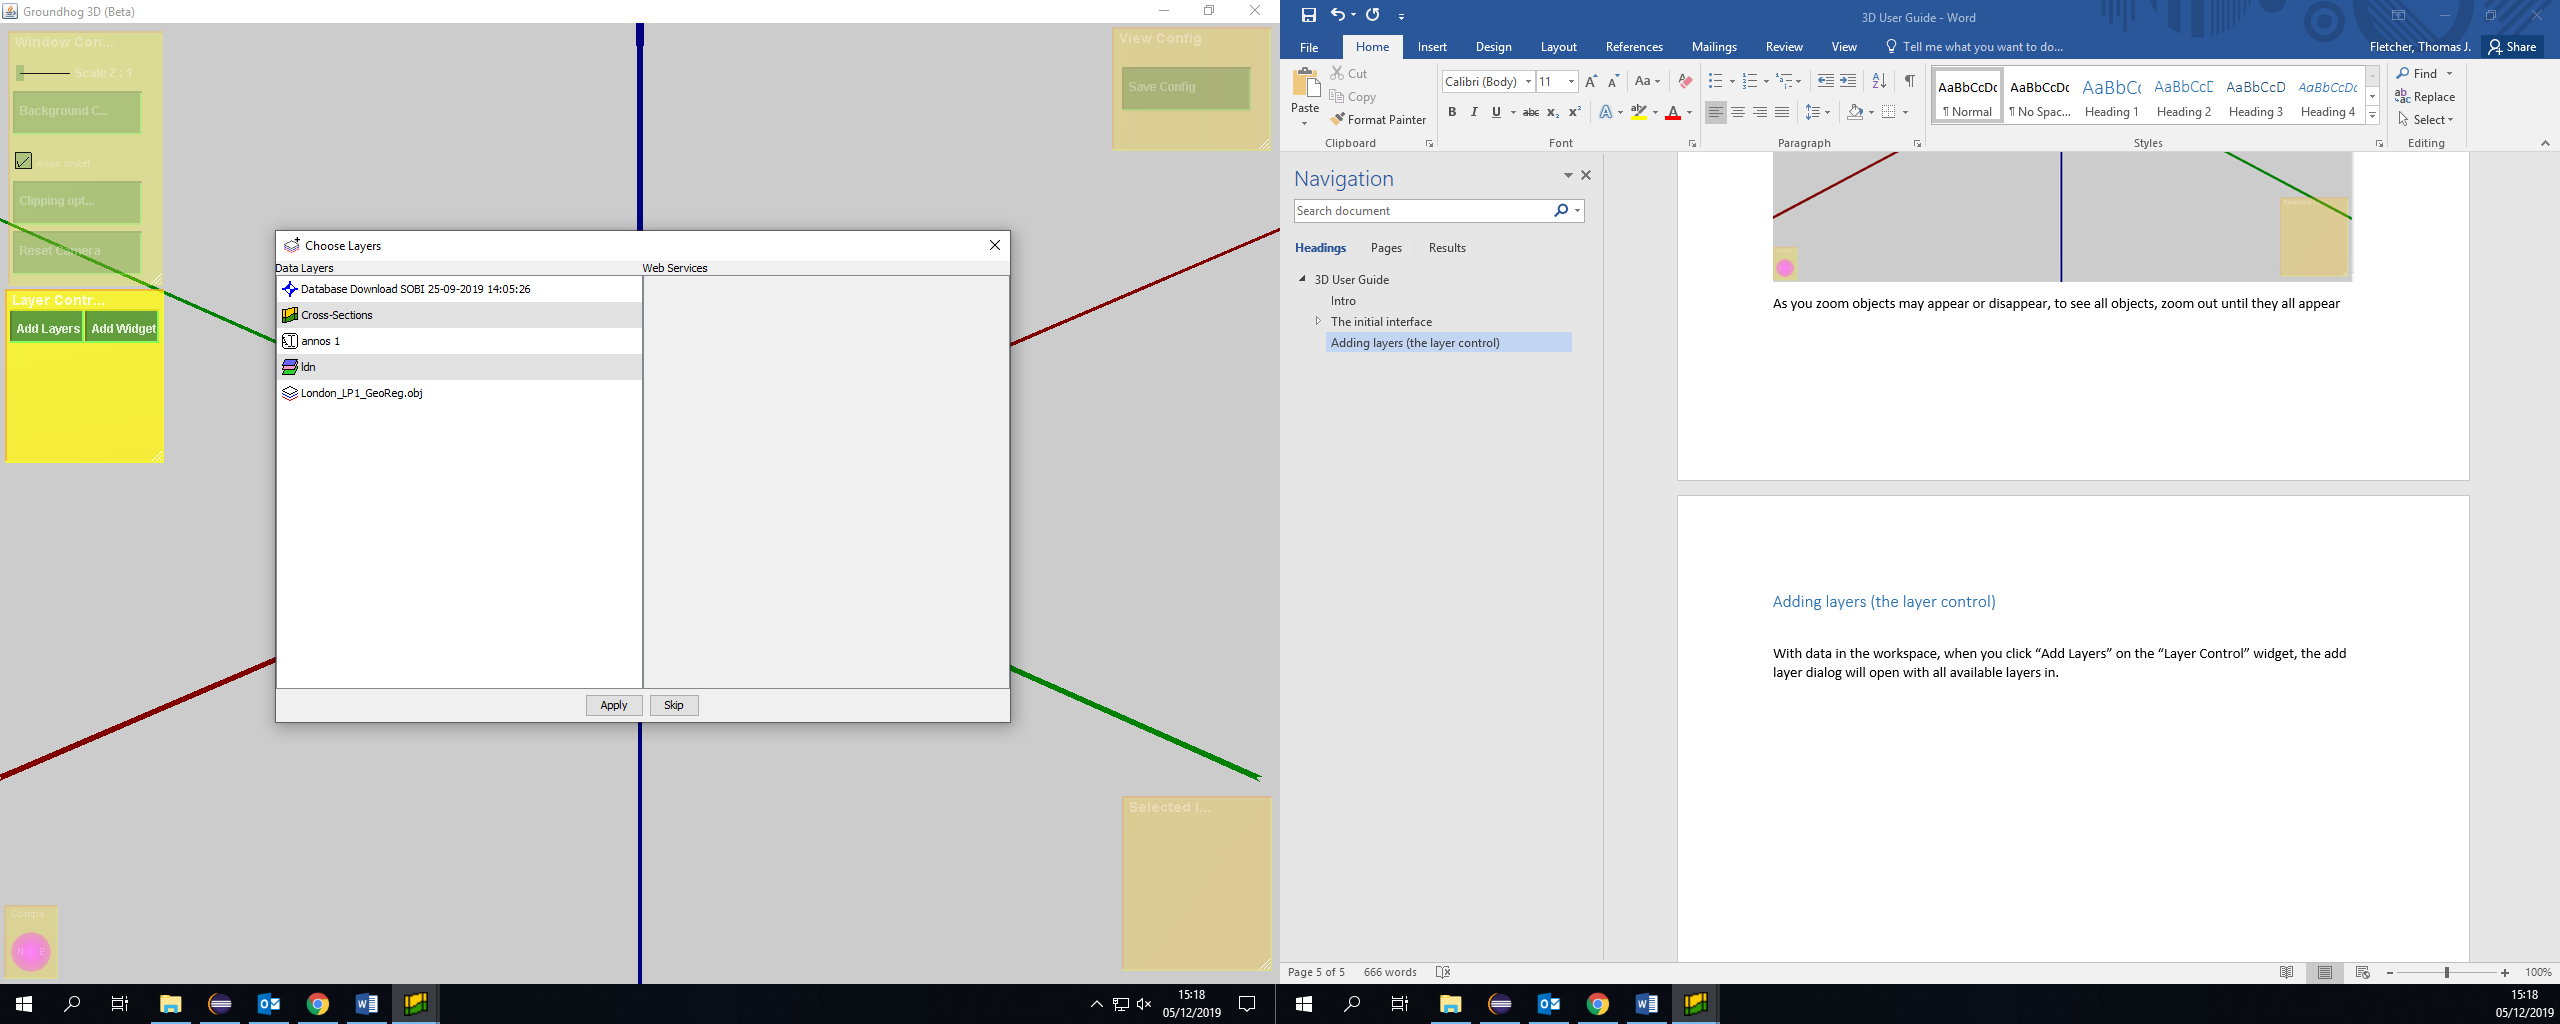 Groundhog 3D (Beta)
Window Con...
Scale Z : 1
Background C...
Axes on/off
Clipping opt...
Reset Camera
Layer Contr...
Add Layers
Add Widget
View Config
Save Config
Choose Layers
Data Layers
Web Services
Database Download SOBI 25-09-2019 14:05:26
Cross-Sections
annos 1
ldn
London_LP1_GeoReg.obj
Apply
Skip
Selected I...
Compa...
N E
15:18
05/12/2019
3D User Guide - Word
File
Home
Insert
Design
Layout
References
Mailings
Review
View
Tell me what you want to do...
Fletcher, Thomas J.
Share
Paste
Cut
Copy
Format Painter
Clipboard
Calibri (Body)
11
Font
Paragraph
AaBbCcDc
¶ Normal
AaBbCcDc
¶ No Spac...
AaBbC(
Heading 1
AaBbCcE
Heading 2
AaBbCcD
Heading 3
AaBbCcDc
Heading 4
Styles
Find
Replace
Select
Editing
Navigation
Search document
Headings
Pages
Results
3D User Guide
Intro
The initial interface
Adding layers (the layer control)
As you zoom objects may appear or disappear, to see all objects, zoom out until they all appear
Adding layers (the layer control)
With data in the workspace, when you click “Add Layers” on the “Layer Control” widget, the add
layer dialog will open with all available layers in.
Page 5 of 5
666 words
100%
15:18
05/12/2019